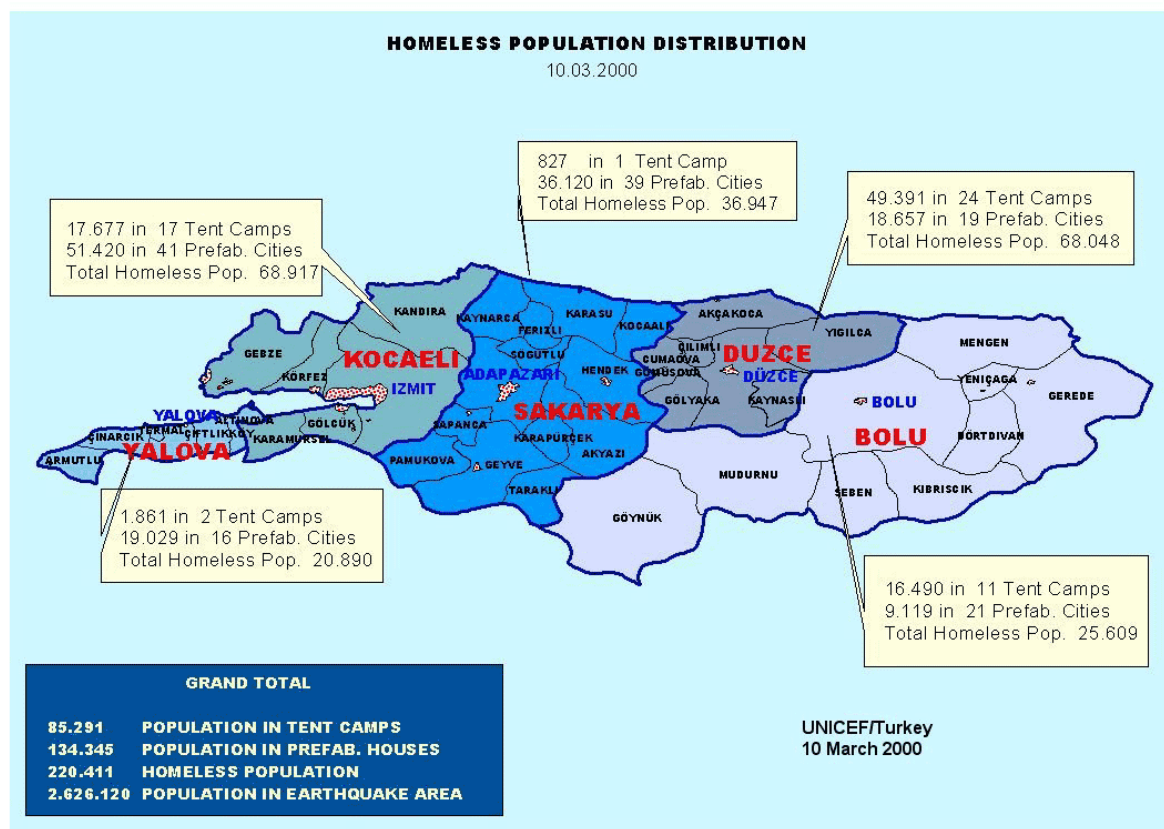 HOMELESS POPULATION DISTRIBUTION
10.03.2000
827 in 1 Tent Camp
36.120 in 39 Prefab. Cities
Total Homeless Pop. 36.947
49.391 in 24 Tent Camps
18.657 in 19 Prefab. Cities
Total Homeless Pop. 68.048
17.677 in 17 Tent Camps
51.420 in 41 Prefab. Cities
Total Homeless Pop. 68.917
KANDIRA
KAYNARCA
KARASU
FERIZLI
KOCAALI
AKÇAKOCA
YIGILCA
MENGEN
GEBZE
KOCAELI
SÖGÜTLÜ
ÇILIMLI
CUMAOVA
GÜMÜSOVA
DUZCE
KÖRFEZ
IZMIT
ADAPAZARI
HENDEK
DÜZCE
YENIÇAGA
GEREDE
GÖLYAKA
KAYNASLI
BOLU
SAKARYA
YALOVA
ALTINOVA
TERMAL
ÇIFTLIKKÖY
GÖLCÜK
SAPANCA
ÇINARCIK
KARAMURSEL
KARAPÜRÇEK
BOLU
DÖRTDIVAN
YALOVA
ARMUTLU
PAMUKOVA
GEYVE
AKYAZI
MUDURNU
TARAKLI
SEBEN
KIBRISCIK
GÖYNÜK
1.861 in 2 Tent Camps
19.029 in 16 Prefab. Cities
Total Homeless Pop. 20.890
16.490 in 11 Tent Camps
9.119 in 21 Prefab. Cities
Total Homeless Pop. 25.609
GRAND TOTAL
85.291 POPULATION IN TENT CAMPS
134.345 POPULATION IN PREFAB. HOUSES
220.411 HOMELESS POPULATION
2.626.120 POPULATION IN EARTHQUAKE AREA
UNICEF/Turkey
10 March 2000